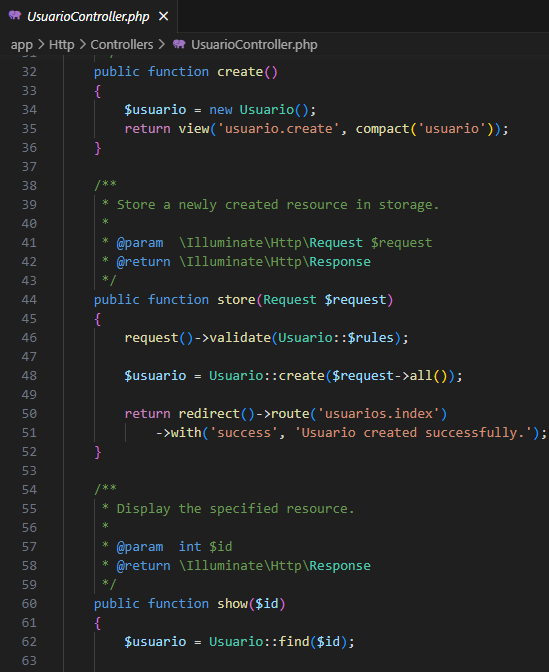 UsuarioController.php
app > Http > Controllers > UsuarioController.php
32 public function create()
33 {
34 $usuario = new Usuario();
35 return view('usuario.create', compact('usuario'));
36 }
37
38 /**
39 * Store a newly created resource in storage.
40 *
41 * @param  \Illuminate\Http\Request $request
42 * @return \Illuminate\Http\Response
43 */
44 public function store(Request $request)
45 {
46 request()->validate(Usuario::$rules);
47
48 $usuario = Usuario::create($request->all());
49
50 return redirect()->route('usuarios.index')
51 ->with('success', 'Usuario created successfully.');
52 }
53
54 /**
55 * Display the specified resource.
56 *
57 * @param  int $id
58 * @return \Illuminate\Http\Response
59 */
60 public function show($id)
61 {
62 $usuario = Usuario::find($id);
63